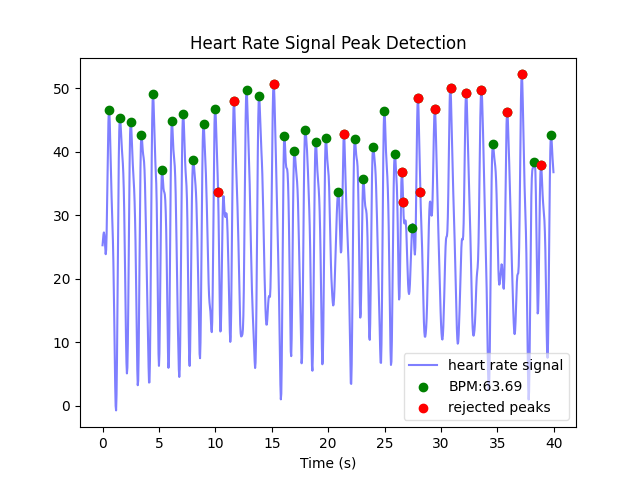 Heart Rate Signal Peak Detection
50
40
30
20
10
0
heart rate signal
BPM:63.69
rejected peaks
0 5 10 15 20 25 30 35 40
Time (s)